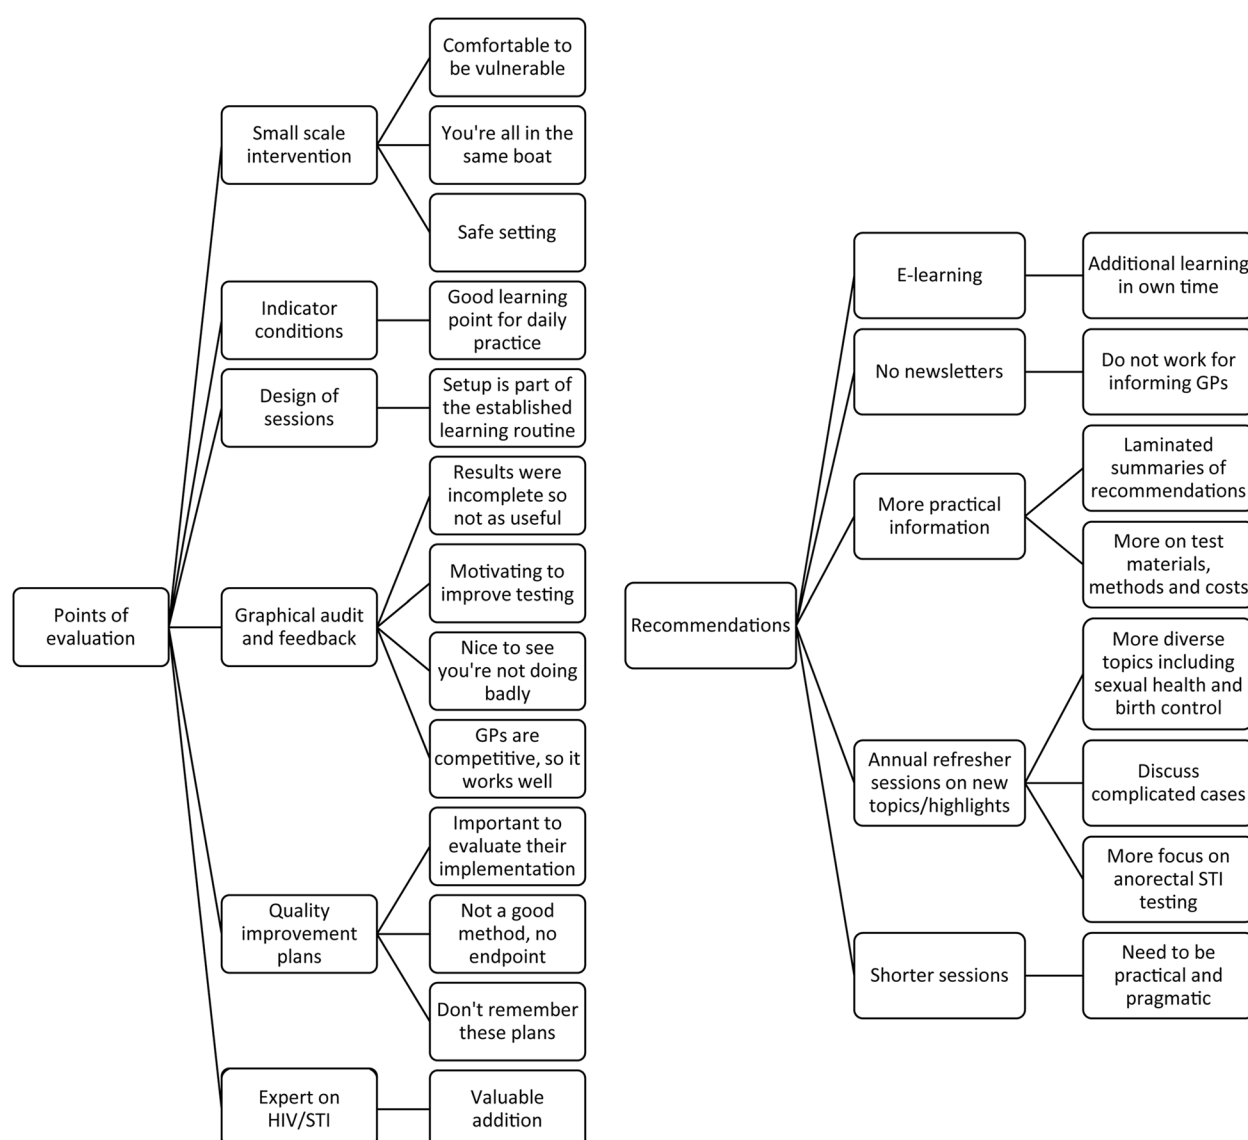 Points of
evaluation
Small scale
intervention
Comfortable to
be vulnerable
You're all in the
same boat
Safe setting
Indicator
conditions
Good learning
point for daily
practice
Design of
sessions
Setup is part of
the established
learning routine
Graphical audit
and feedback
Results were
incomplete so
not as useful
Motivating to
improve testing
Nice to see
you're not doing
badly
GPs are
competitive, so it
works well
Quality
improvement
plans
Important to
evaluate their
implementation
Not a good
method, no
endpoint
Don't remember
these plans
Expert on
HIV/STI
Valuable
addition
Recommendations
E-learning
Additional learning
in own time
No newsletters
Do not work for
informing GPs
More practical
information
Laminated
summaries of
recommendations
More on test
materials,
methods and costs
Annual refresher
sessions on new
topics/highlights
More diverse
topics including
sexual health and
birth control
Discuss
complicated cases
More focus on
anorectal STI
testing
Shorter sessions
Need to be
practical and
pragmatic